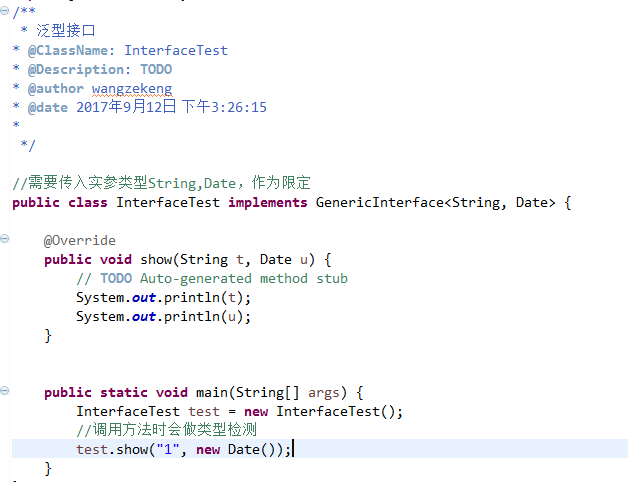 /**
 * 泛型接口
* @ClassName: InterfaceTest
* @Description: TODO
* @author wangzekeng
* @date 2017年9月12日 下午3:26:15
*
 */
//需要传入实参类型String,Date，作为限定
public class InterfaceTest implements GenericInterface<String, Date> {
    @Override
    public void show(String t, Date u) {
        // TODO Auto-generated method stub
        System.out.println(t);
        System.out.println(u);
    }
    public static void main(String[] args) {
        InterfaceTest test = new InterfaceTest();
        //调用方法时会做类型检测
        test.show("1", new Date());
    }